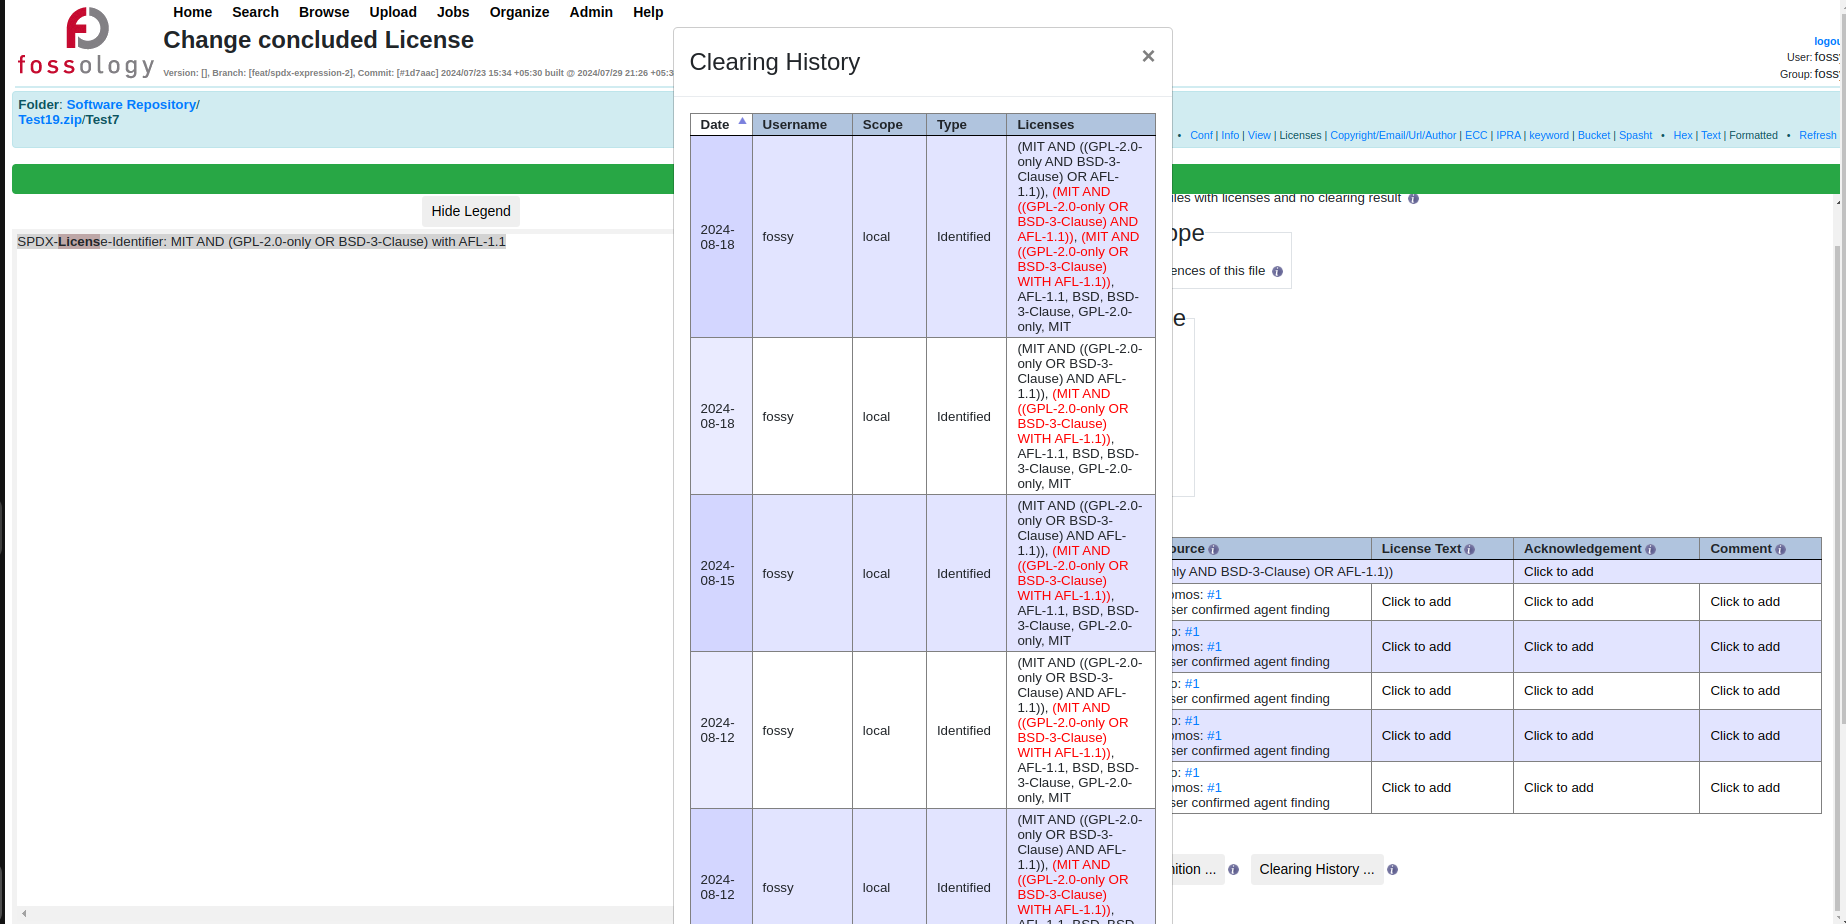 Home Search Browse Upload Jobs Organize Admin Help
fossology
Change concluded License
Version: [], Branch: [feat/spdx-expression-2], Commit: [#1d7aac] 2024/07/23 15:34 +05:30 built @ 2024/07/29 21:26 +05:3
logou
User: foss
Group: foss
Folder: Software Repository/
Test19.zip/Test7
• Conf | Info | View | Licenses | Copyright/Email/Url/Author | ECC | IPRA | keyword | Bucket | Spasht • Hex | Text | Formatted • Refresh
Hide Legend
SPDX-License-Identifier: MIT AND (GPL-2.0-only OR BSD-3-Clause) with AFL-1.1
Clearing History
×
Date Username Scope Type Licenses
2024-
08-18
fossy
local
Identified
(MIT AND ((GPL-2.0-
only AND BSD-3-
Clause) OR AFL-
1.1)), (MIT AND
((GPL-2.0-only OR
BSD-3-Clause) AND
AFL-1.1)), (MIT AND
((GPL-2.0-only OR
BSD-3-Clause)
WITH AFL-1.1)),
AFL-1.1, BSD, BSD-
3-Clause, GPL-2.0-
only, MIT
2024-
08-18
fossy
local
Identified
(MIT AND ((GPL-2.0-
only OR BSD-3-
Clause) AND AFL-
1.1)), (MIT AND
((GPL-2.0-only OR
BSD-3-Clause)
WITH AFL-1.1)),
AFL-1.1, BSD, BSD-
3-Clause, GPL-2.0-
only, MIT
2024-
08-15
fossy
local
Identified
(MIT AND ((GPL-2.0-
only OR BSD-3-
Clause) AND AFL-
1.1)), (MIT AND
((GPL-2.0-only OR
BSD-3-Clause)
WITH AFL-1.1)),
AFL-1.1, BSD, BSD-
3-Clause, GPL-2.0-
only, MIT
2024-
08-12
fossy
local
Identified
(MIT AND ((GPL-2.0-
only OR BSD-3-
Clause) AND AFL-
1.1)), (MIT AND
((GPL-2.0-only OR
BSD-3-Clause)
WITH AFL-1.1)),
AFL-1.1, BSD, BSD-
3-Clause, GPL-2.0-
only, MIT
2024-
08-12
fossy
local
Identified
(MIT AND ((GPL-2.0-
only OR BSD-3-
Clause) AND AFL-
1.1)), (MIT AND
((GPL-2.0-only OR
BSD-3-Clause)
WITH AFL-1.1)),
AFL-1.1, BSD, BSD-
les with licenses and no clearing result
ope
ences of this file
e
ource License Text Acknowledgement Comment
nly AND BSD-3-Clause) OR AFL-1.1)) Click to add
omos: #1
ser confirmed agent finding
Click to add Click to add Click to add
o: #1
omos: #1
ser confirmed agent finding
Click to add Click to add Click to add
o: #1
ser confirmed agent finding
Click to add Click to add Click to add
o: #1
omos: #1
ser confirmed agent finding
Click to add Click to add Click to add
o: #1
omos: #1
ser confirmed agent finding
Click to add Click to add Click to add
nition ... Clearing History ...